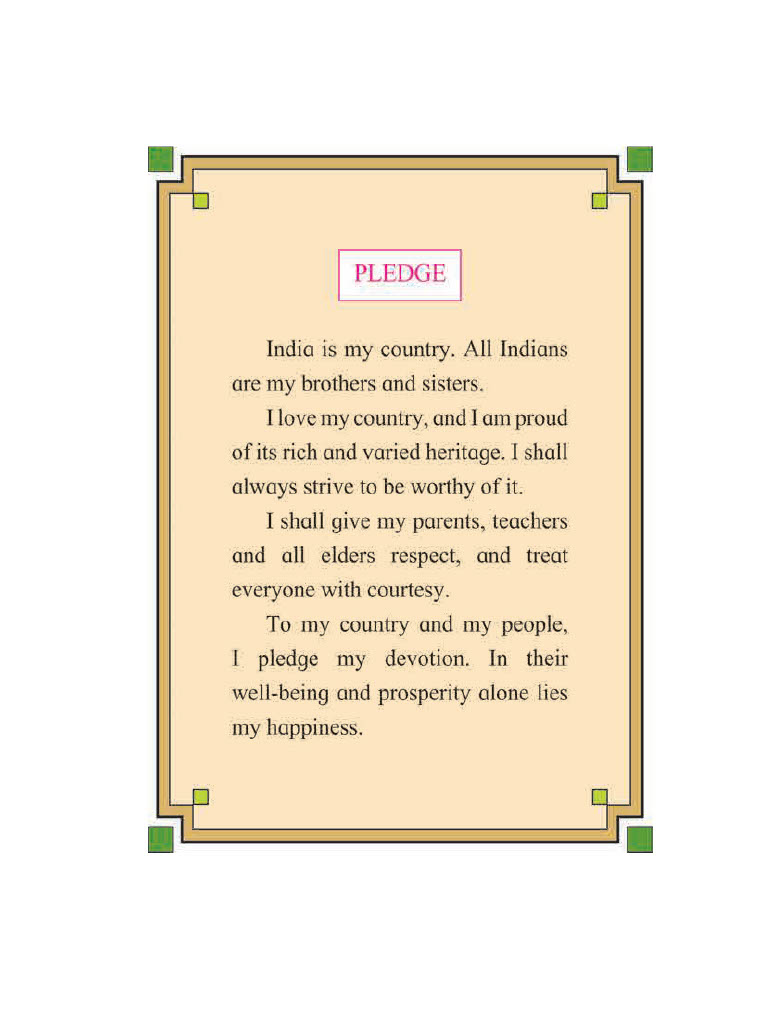 PLEDGE
India is my country. All Indians
are my brothers and sisters.
I love my country, and I am proud
of its rich and varied heritage. I shall
always strive to be worthy of it.
I shall give my parents, teachers
and all elders respect, and treat
everyone with courtesy.
To my country and my people,
I pledge my devotion. In their
well-being and prosperity alone lies
my happiness.